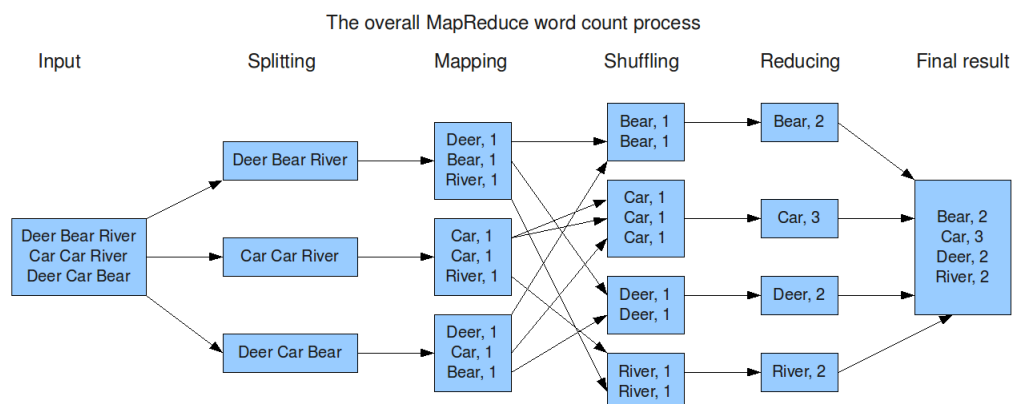 The overall MapReduce word count process
Input
Splitting
Mapping
Shuffling
Reducing
Final result
Deer Bear River
Car Car River
Deer Car Bear
Deer Bear River
Car Car River
Deer Car Bear
Deer, 1
Bear, 1
River, 1
Car, 1
Car, 1
River, 1
Deer, 1
Car, 1
Bear, 1
Bear, 1
Bear, 1
Car, 1
Car, 1
Car, 1
Deer, 1
Deer, 1
River, 1
River, 1
Bear, 2
Car, 3
Deer, 2
River, 2
Bear, 2
Car, 3
Deer, 2
River, 2